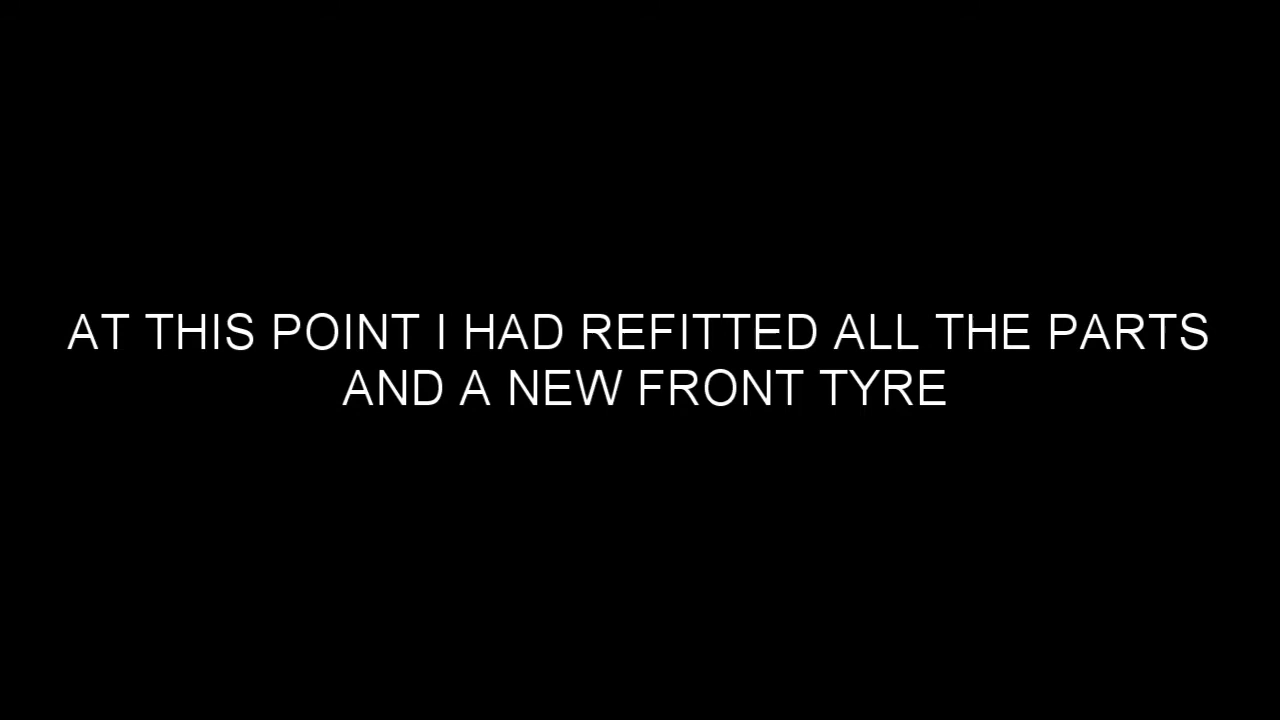 AT THIS POINT I HAD REFITTED ALL THE PARTS
AND A NEW FRONT TYRE